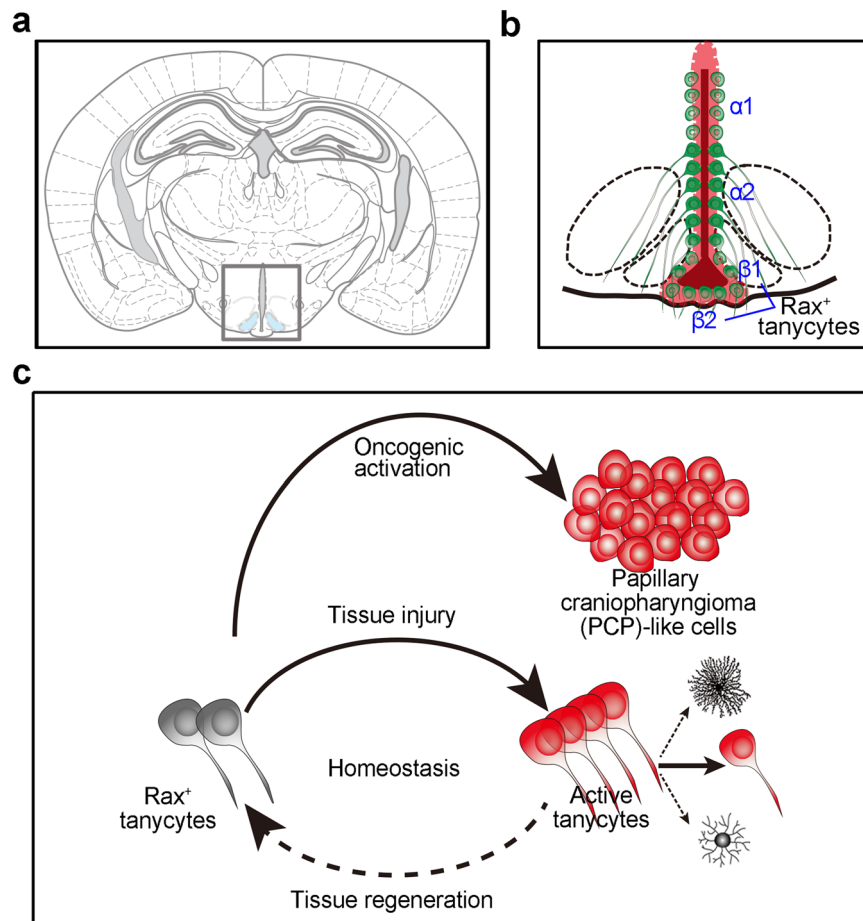 a
b
α1
α2
β1
β2
Rax⁺
tanycytes
c
Oncogenic
activation
Papillary
craniopharyngioma
(PCP)-like cells
Tissue injury
Homeostasis
Rax⁺
tanycytes
Active
tanycytes
Tissue regeneration